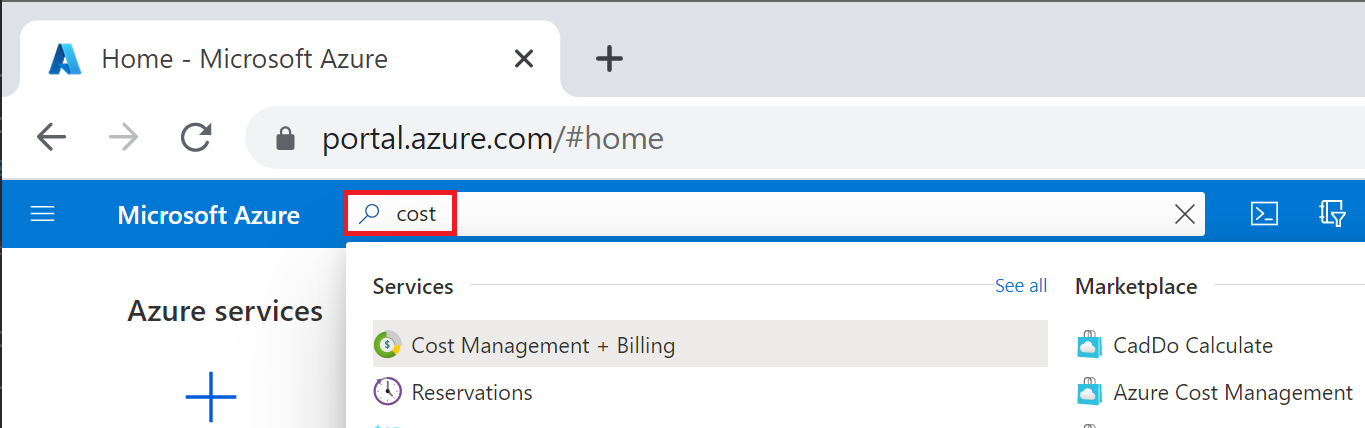 Home - Microsoft Azure
portal.azure.com/#home
Microsoft Azure
cost
Azure services
Services
See all
Cost Management + Billing
Reservations
Marketplace
CadDo Calculate
Azure Cost Management